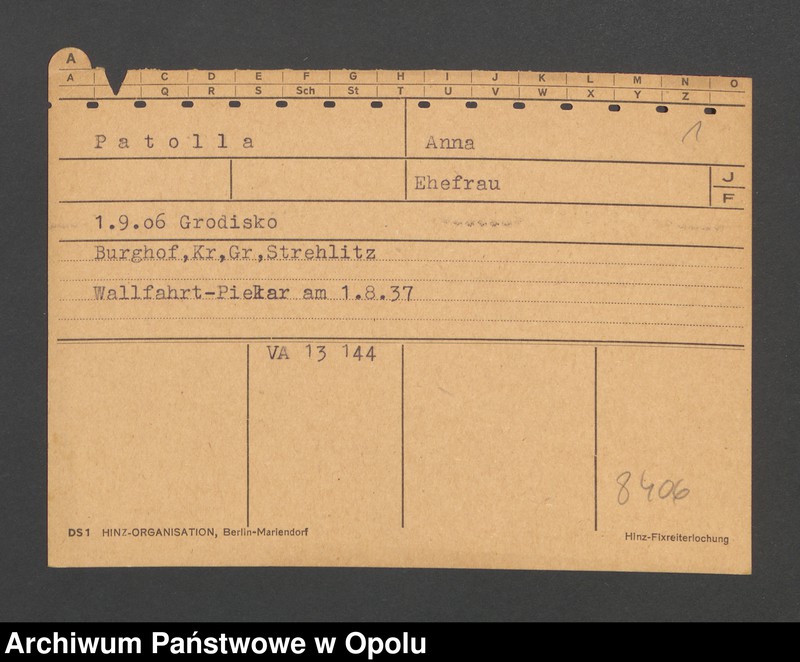 A
A C D E F G H I J K L M N O
Q R S Sch St T U V W X Y Z
P a t o l l a Anna 1
Ehefrau J
F
1.9.06 Grodisko
Burghof,Kr,Gr,Strehlitz
Wallfahrt-Piekar am 1.8.37
VA 13 144
8406
DS1 HINZ-ORGANISATION, Berlin-Mariendorf Hinz-Fixreiterlochung
Archiwum Państwowe w Opolu